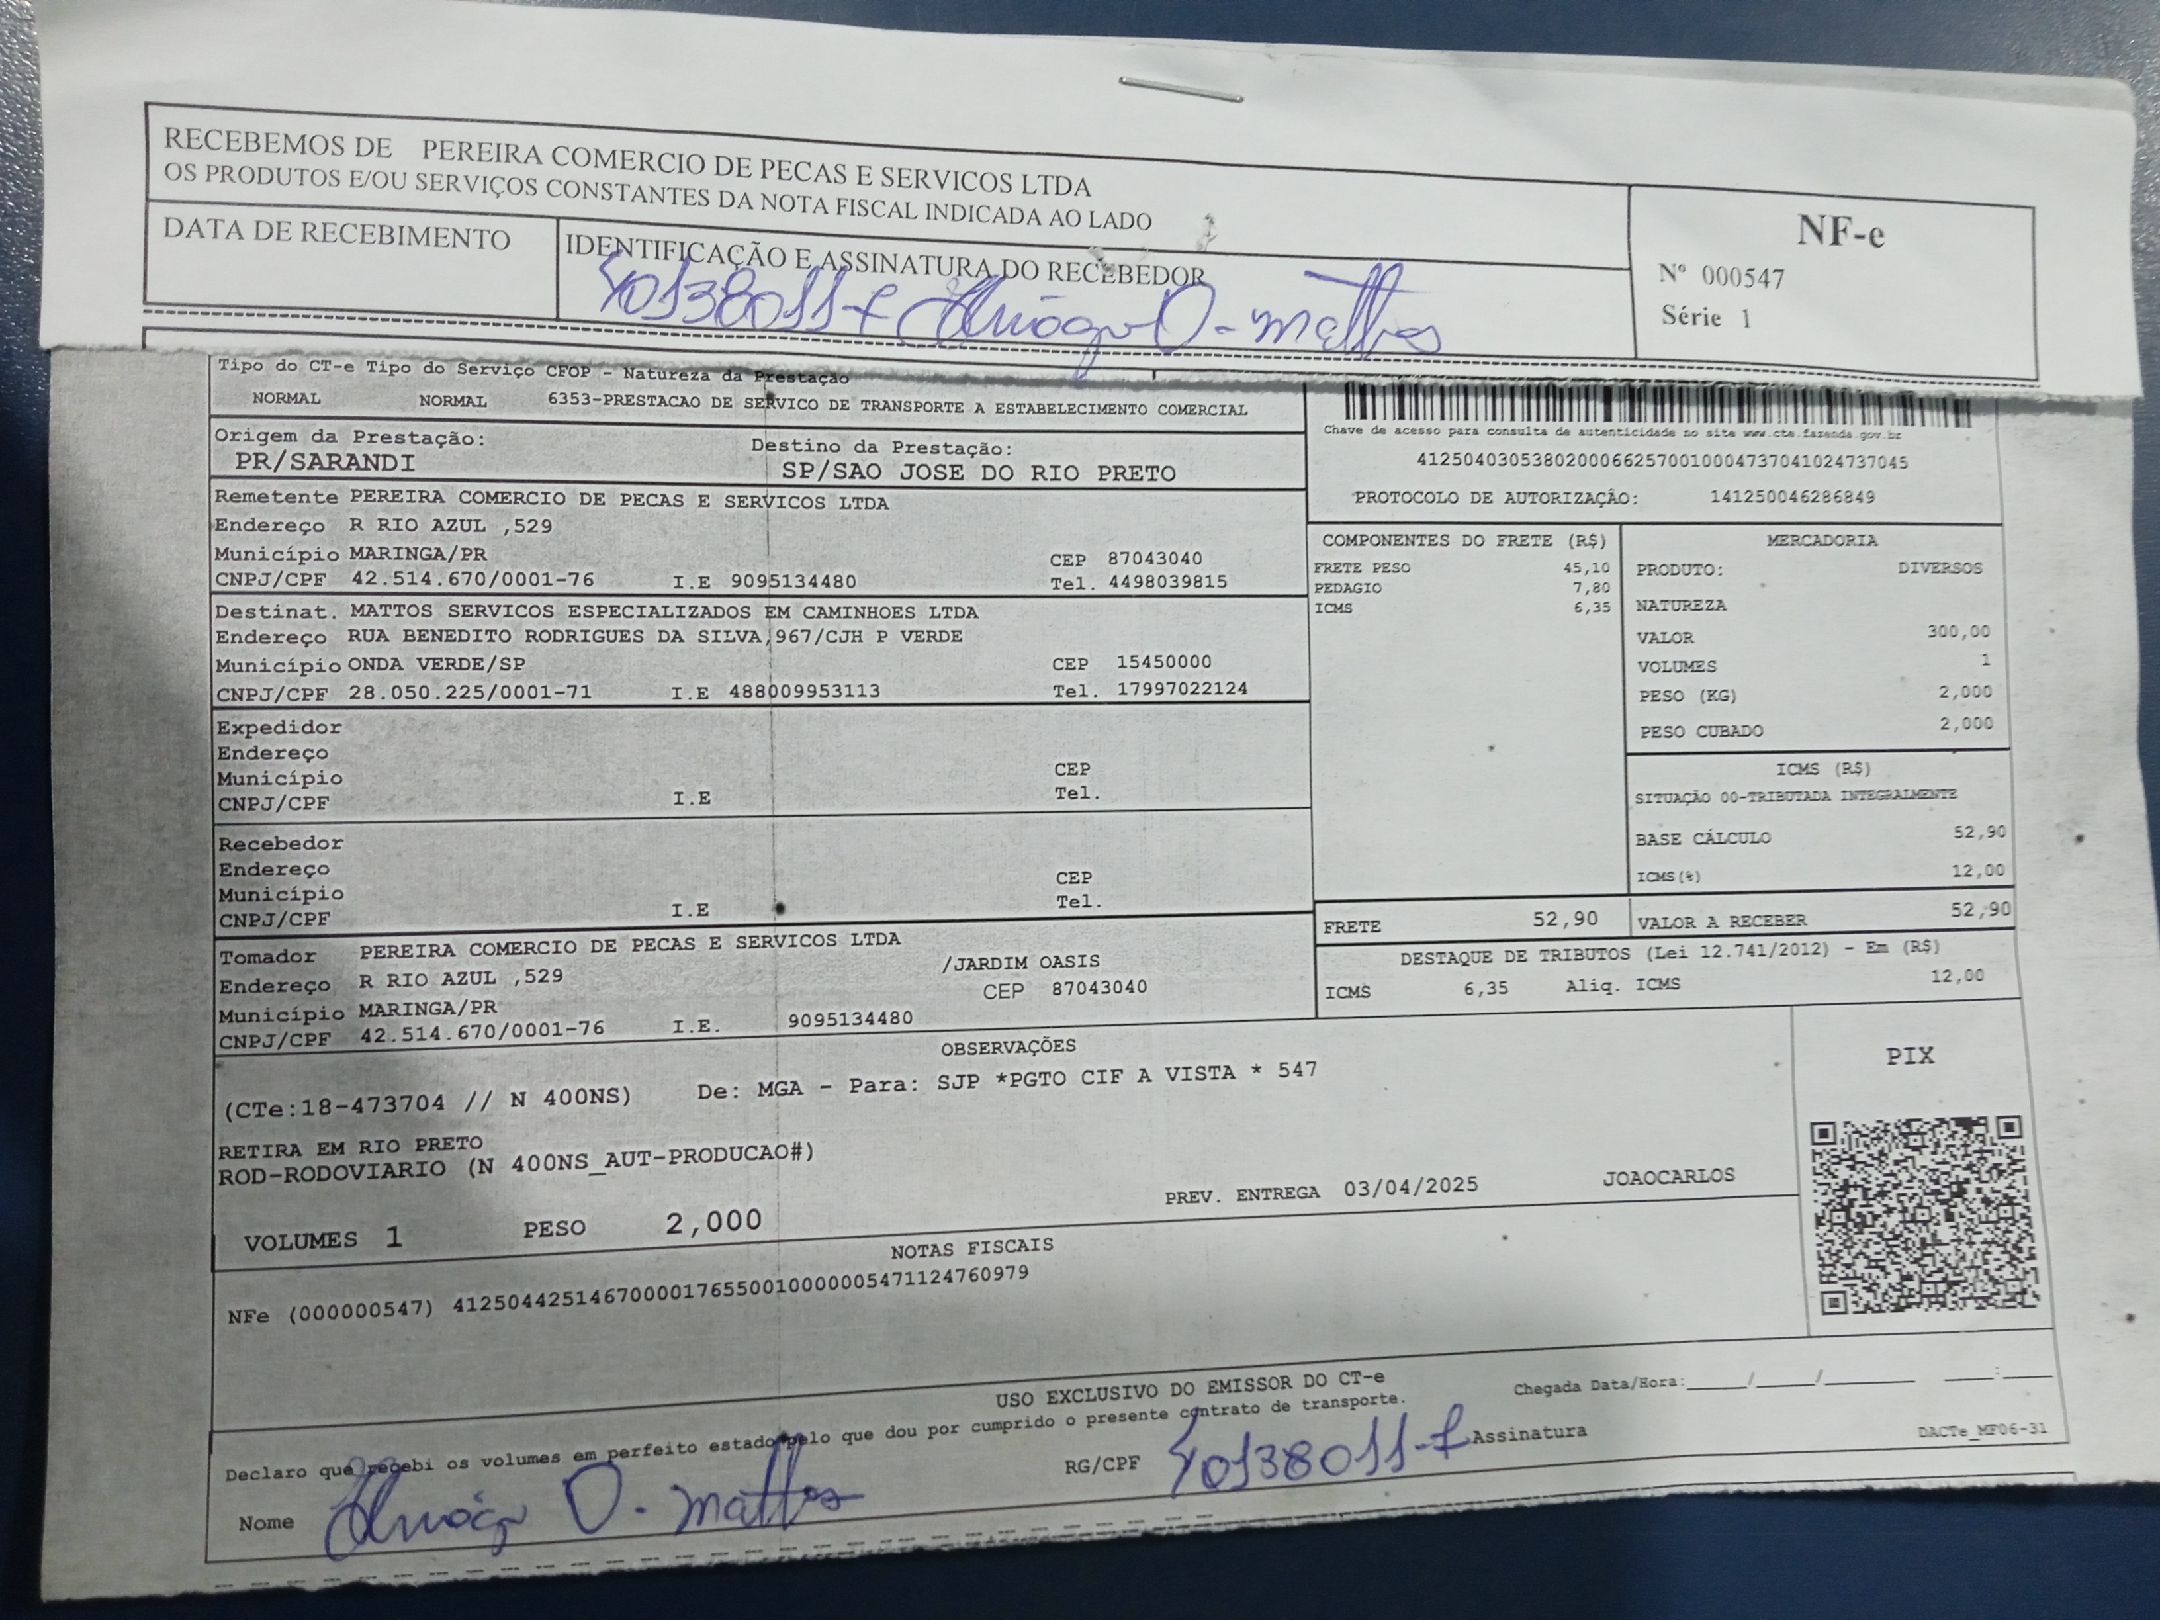 RECEBEMOS DE PEREIRA COMERCIO DE PECAS E SERVICOS LTDA
OS PRODUTOS E/OU SERVIÇOS CONSTANTES DA NOTA FISCAL INDICADA AO LADO
DATA DE RECEBIMENTO
IDENTIFICAÇÃO E ASSINATURA DO RECEBEDOR
D - mattos
NF-e
Nº 000547
Série 1
Tipo do CT-e Tipo do Serviço CFOP - Natureza da Prestação
NORMAL NORMAL 6353-PRESTACAO DE SERVICO DE TRANSPORTE A ESTABELECIMENTO COMERCIAL
Origem da Prestação: Destino da Prestação:
PR/SARANDI SP/SAO JOSE DO RIO PRETO
Chave de acesso para consulta de autenticidade no site www.cte.fazenda.gov.br
41250403053802000662570010004737041024737045
PROTOCOLO DE AUTORIZAÇÃO: 141250046286849
Remetente PEREIRA COMERCIO DE PECAS E SERVICOS LTDA
Endereço R RIO AZUL ,529
Município MARINGA/PR CEP 87043040
CNPJ/CPF 42.514.670/0001-76 I.E 9095134480 Tel. 4498039815
Destinat. MATTOS SERVICOS ESPECIALIZADOS EM CAMINHOES LTDA
Endereço RUA BENEDITO RODRIGUES DA SILVA,967/CJH P VERDE
Município ONDA VERDE/SP CEP 15450000
CNPJ/CPF 28.050.225/0001-71 I.E 488009953113 Tel. 17997022124
Expedidor
Endereço
Município CEP
CNPJ/CPF I.E Tel.
Recebedor
Endereço
Município CEP
CNPJ/CPF I.E Tel.
Tomador PEREIRA COMERCIO DE PECAS E SERVICOS LTDA
Endereço R RIO AZUL ,529 /JARDIM OASIS
Município MARINGA/PR CEP 87043040
CNPJ/CPF 42.514.670/0001-76 I.E. 9095134480
COMPONENTES DO FRETE (R$)
FRETE PESO 45,10
PEDAGIO 7,80
ICMS 6,35
MERCADORIA
PRODUTO: DIVERSOS
NATUREZA
VALOR 300,00
VOLUMES 1
PESO (KG) 2,000
PESO CUBADO 2,000
ICMS (R$)
SITUAÇÃO 00-TRIBUTADA INTEGRALMENTE
BASE CÁLCULO 52,90
ICMS(%) 12,00
FRETE 52,90 VALOR A RECEBER 52,90
DESTAQUE DE TRIBUTOS (Lei 12.741/2012) - Em (R$)
ICMS 6,35 Aliq. ICMS 12,00
OBSERVAÇÕES
(CTe:18-473704 // N 400NS) De: MGA - Para: SJP *PGTO CIF A VISTA * 547
RETIRA EM RIO PRETO
ROD-RODOVIARIO (N 400NS_AUT-PRODUCAO#)
PREV. ENTREGA 03/04/2025 JOAOCARLOS
VOLUMES 1 PESO 2,000
PIX
NOTAS FISCAIS
NFe (000000547) 41250442514670000176550010000005471124760979
USO EXCLUSIVO DO EMISSOR DO CT-e
Chegada Data/Hora:_____/_____/________ _____:_____
Declaro que recebi os volumes em perfeito estado pelo que dou por cumprido o presente contrato de transporte.
Nome D - mattos RG/CPF Assinatura
DACTe_MF06-31